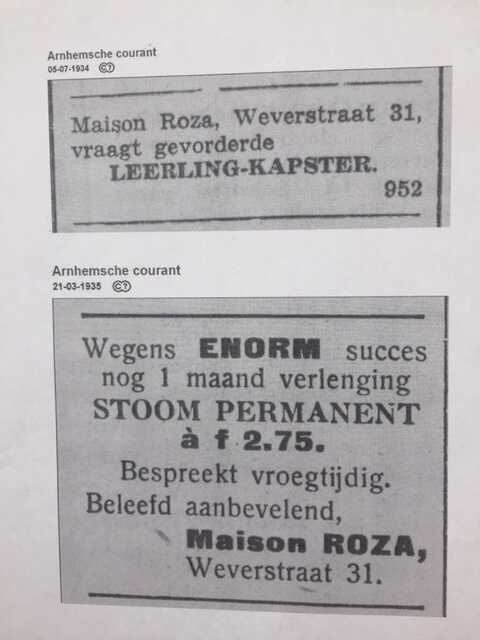 Arnhemsche courant
05-07-1934 ©?
Maison Roza, Weverstraat 31,
vraagt gevorderde
LEERLING-KAPSTER.
952
Arnhemsche courant
21-03-1935 ©?
Wegens ENORM succes
nog 1 maand verlenging
STOOM PERMANENT
à f 2.75.
Bespreekt vroegtijdig.
Beleefd aanbevelend,
Maison ROZA,
Weverstraat 31.